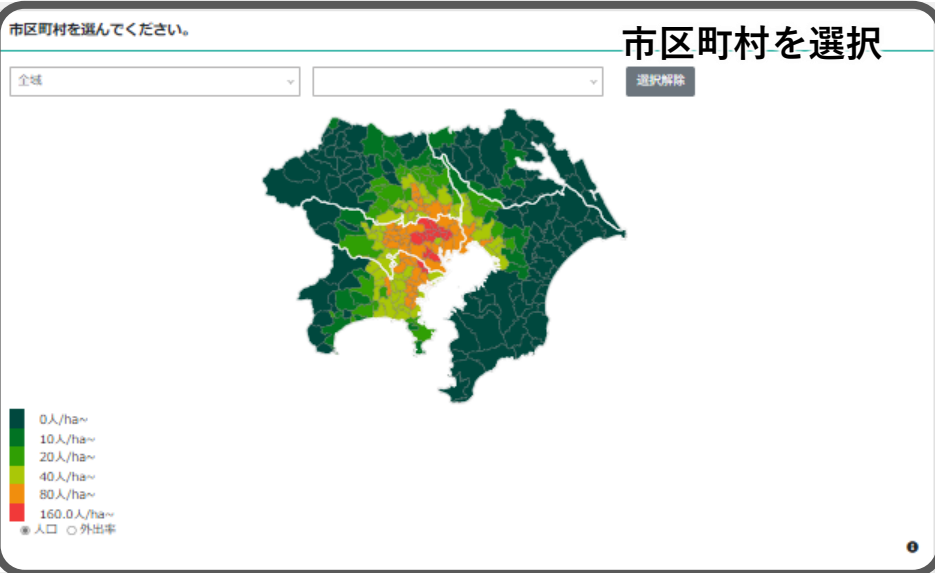 市区町村を選んでください。
市区町村を選択
全域
選択解除
0人/ha~
10人/ha~
20人/ha~
40人/ha~
80人/ha~
160.0人/ha~
人口 外出率